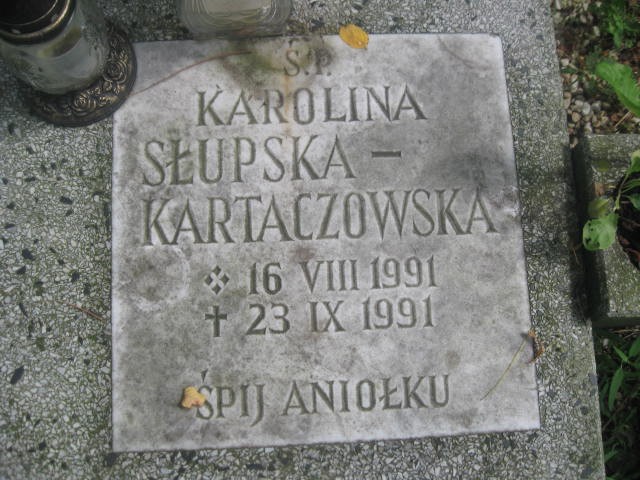 Ś.P.
KAROLINA
SŁUPSKA –
KARTACZOWSKA
16 VIII 1991
✝ 23 IX 1991
ŚPIJ ANIOŁKU